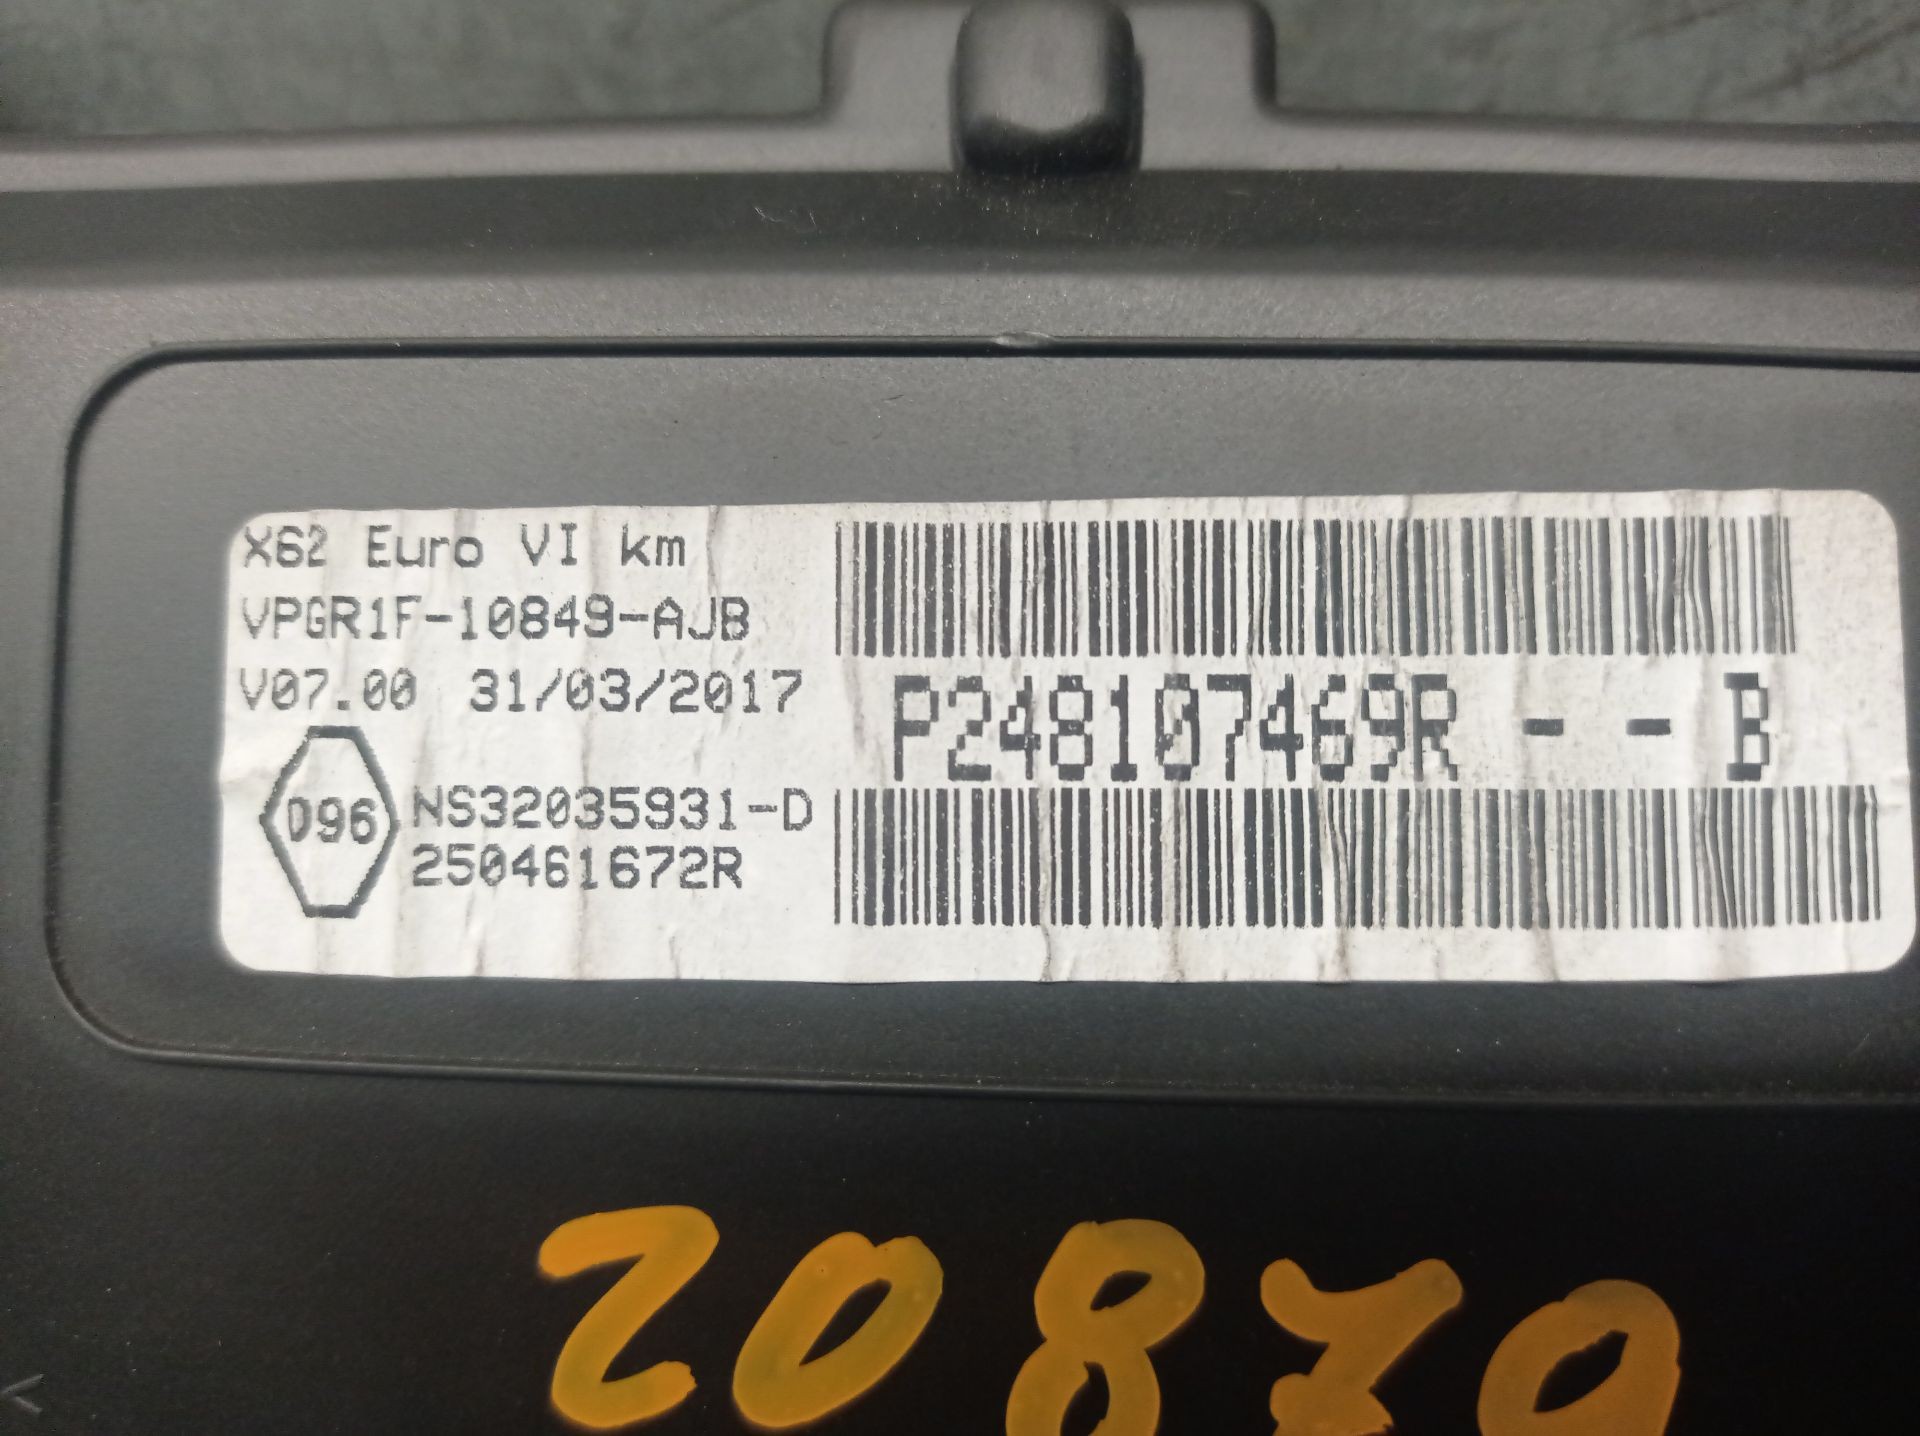 X62 Euro VI km
VPGR1F-10849-AJB
V07.00 31/03/2017
D96
NS32035931-D
250461672R
P248107469R - - B
20870